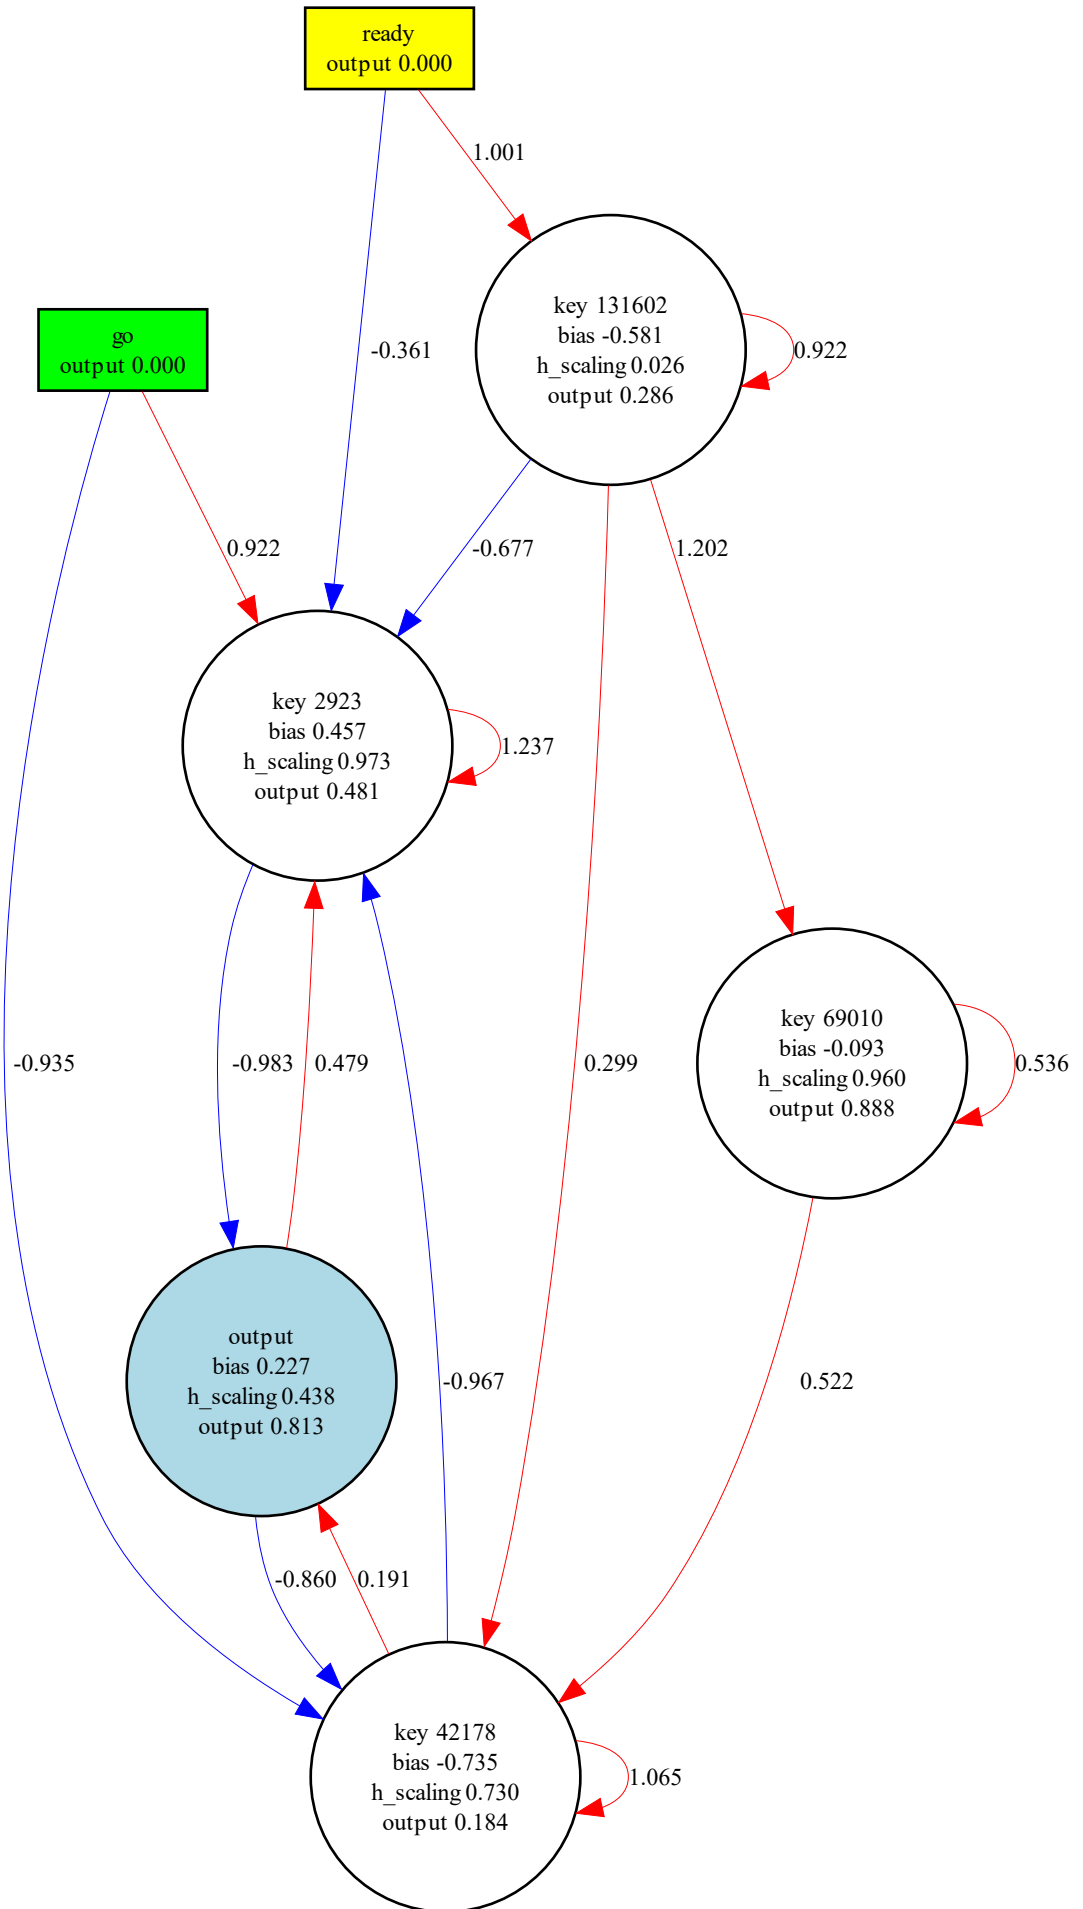 ready
output 0.000
1.001
key 131602
bias -0.581
h_scaling 0.026
output 0.286
0.922
go
output 0.000
-0.361
0.922
-0.677
1.202
key 2923
bias 0.457
h_scaling 0.973
output 0.481
1.237
key 69010
bias -0.093
h_scaling 0.960
output 0.888
0.536
-0.935
-0.983
0.479
0.299
output
bias 0.227
h_scaling 0.438
output 0.813
-0.967
0.522
-0.860
0.191
key 42178
bias -0.735
h_scaling 0.730
output 0.184
1.065